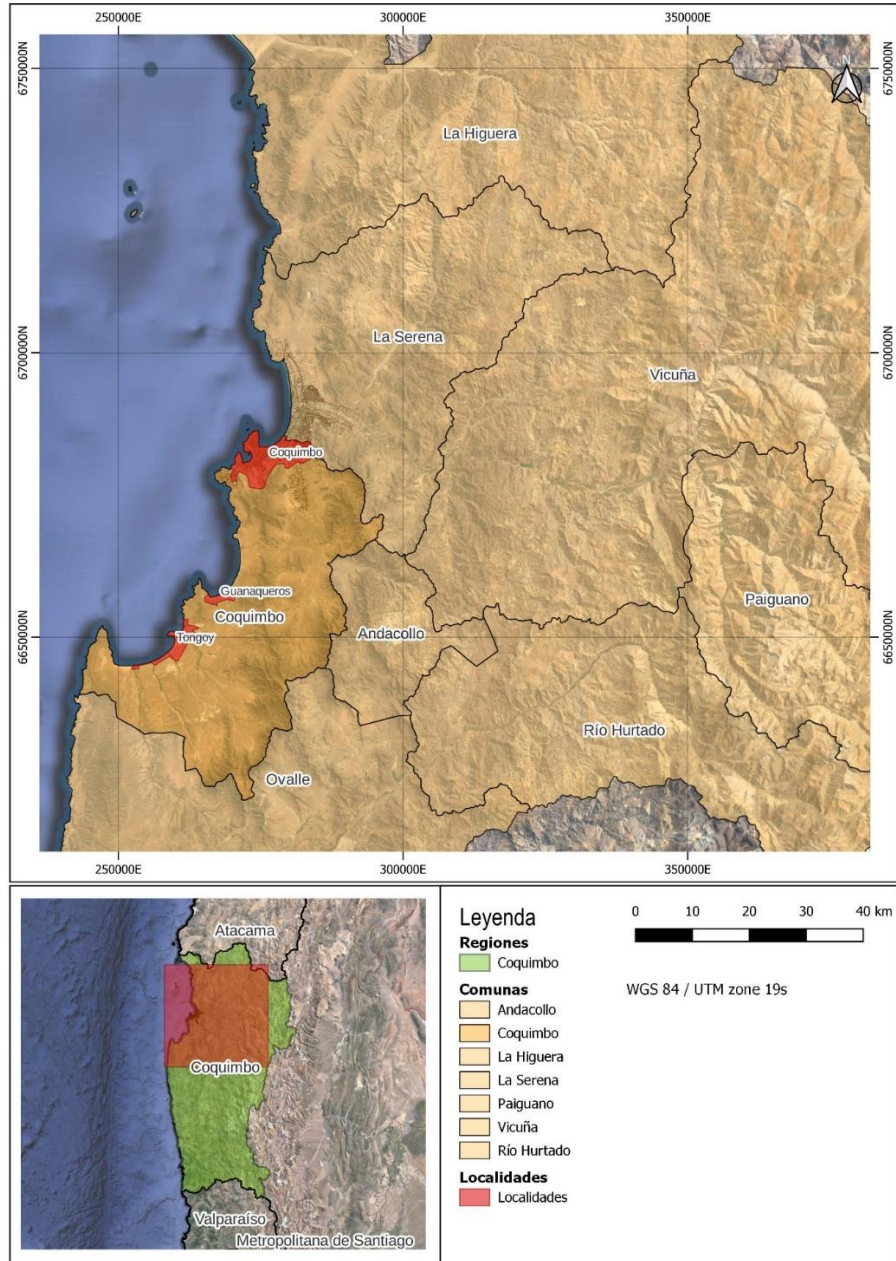 250000E 300000E 350000E
6750000N 6750000N
N
La Higuera
La Serena
6700000N 6700000N
Vicuña
Coquimbo
Paiguano
Guanaqueros
Coquimbo
Tongoy
Andacollo
6650000N 6650000N
Río Hurtado
Ovalle
250000E 300000E 350000E
Atacama
Coquimbo
Valparaíso
Metropolitana de Santiago
Leyenda
Regiones
Coquimbo
Comunas
Andacollo
Coquimbo
La Higuera
La Serena
Paiguano
Vicuña
Río Hurtado
Localidades
Localidades
0 10 20 30 40 km
WGS 84 / UTM zone 19s